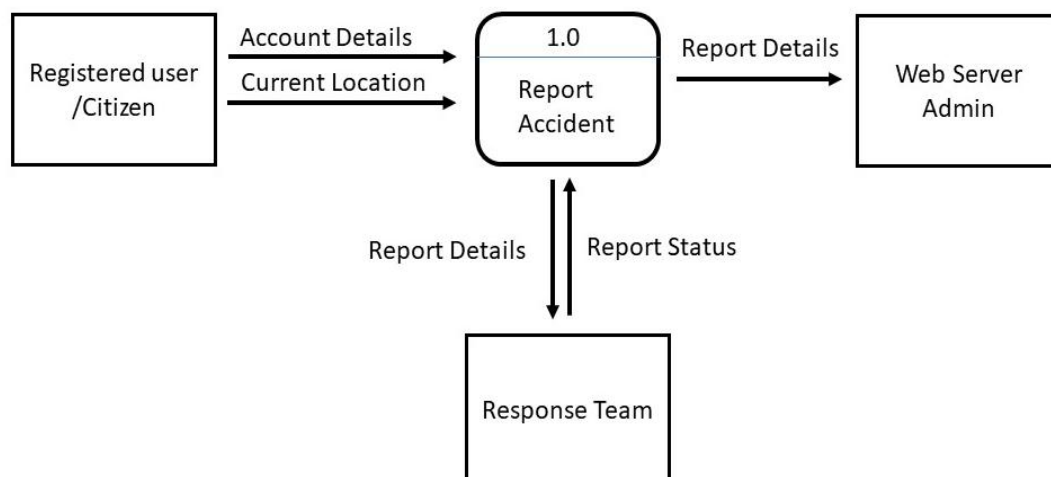 Registered user
/Citizen
Account Details
Current Location
1.0
Report
Accident
Report Details
Web Server
Admin
Report Details
Report Status
Response Team